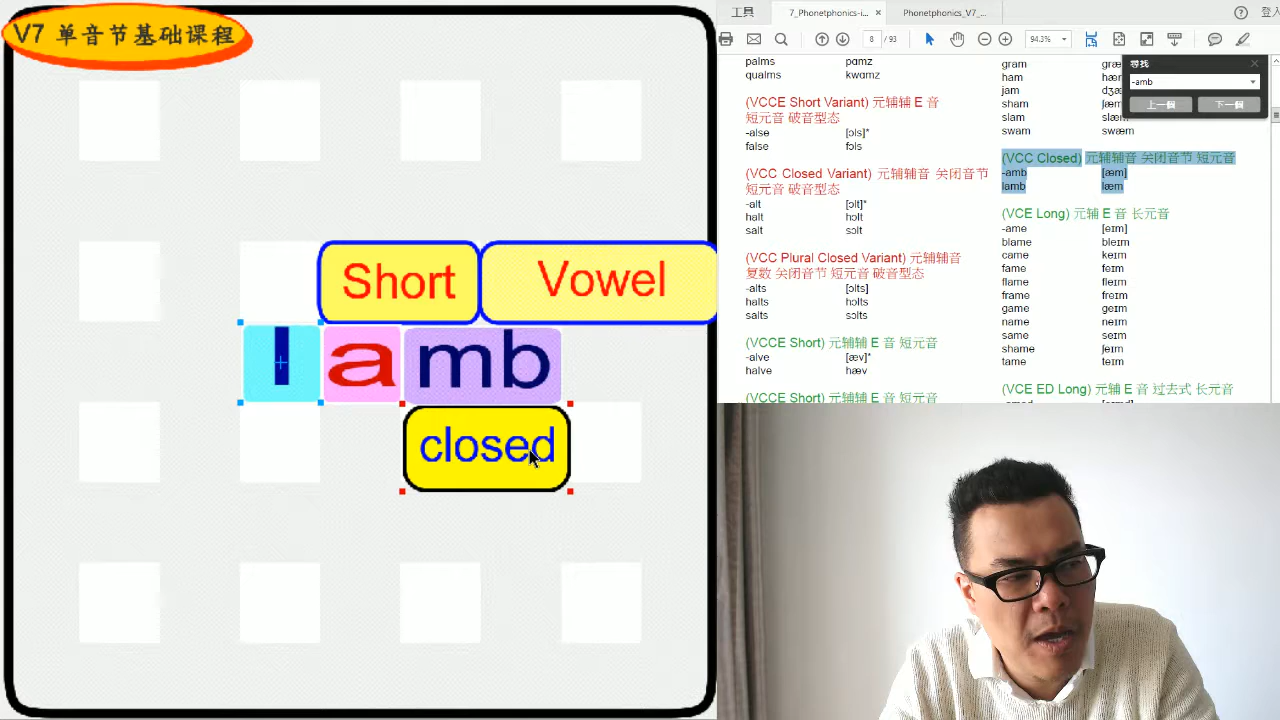 V7 单音节基础课程
Short
Vowel
lamb
closed
工具
7_Phonetphonics-i... ×
Phonetphonics_V7_...
8 / 93
94.3%
尋找
-amb
上一個
下一個
palms pɑmz
qualms kwɑmz
(VCCE Short Variant) 元辅辅 E 音
短元音 破音型态
-alse [ɔls]*
false fɔls
(VCC Closed Variant) 元辅辅音 关闭音节
短元音 破音型态
-alt [ɔlt]*
halt hɔlt
salt sɔlt
(VCC Plural Closed Variant) 元辅辅音
复数 关闭音节 短元音 破音型态
-alts [ɔlts]
halts hɔlts
salts sɔlts
(VCCE Short) 元辅辅 E 音 短元音
-alve [æv]*
halve hæv
(VCCE Short) 元辅辅 E 音 短元音
gram
ham
jam
sham
slam
swam swæm
(VCC Closed) 元辅辅音 关闭音节 短元音
-amb [æm]
lamb læm
(VCE Long) 元辅 E 音 长元音
-ame [eɪm]
blame bleɪm
came keɪm
fame feɪm
flame fleɪm
frame freɪm
game geɪm
name neɪm
same seɪm
shame ʃeɪm
tame teɪm
(VCE ED Long) 元辅 E 音 过去式 长元音